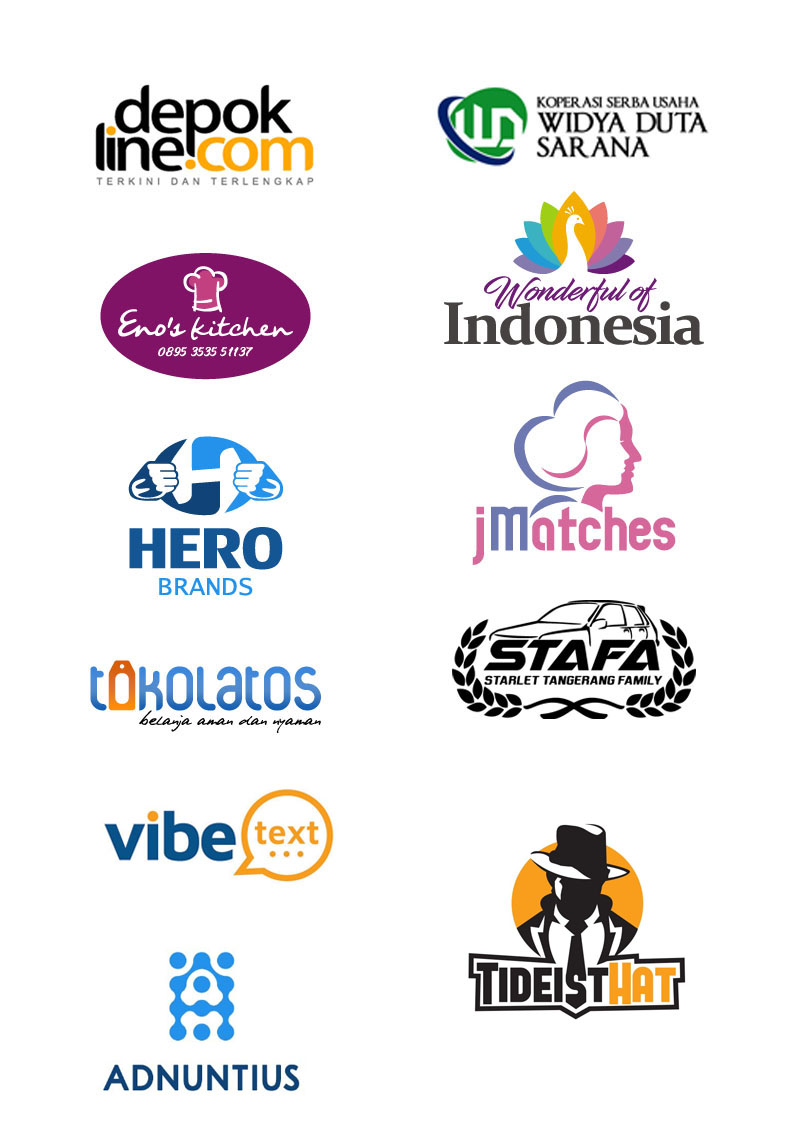 depok
line.com
TERKINI DAN TERLENGKAP
KOPERASI SERBA USAHA
WIDYA DUTA
SARANA
Eno's kitchen
0895 3535 51137
Wonderful of
Indonesia
H
HERO
BRANDS
jMatches
tokolatos
belanja aman dan nyaman
STAFA
STARLET TANGERANG FAMILY
vibe text
TIDEISTHAT
ADNUNTIUS